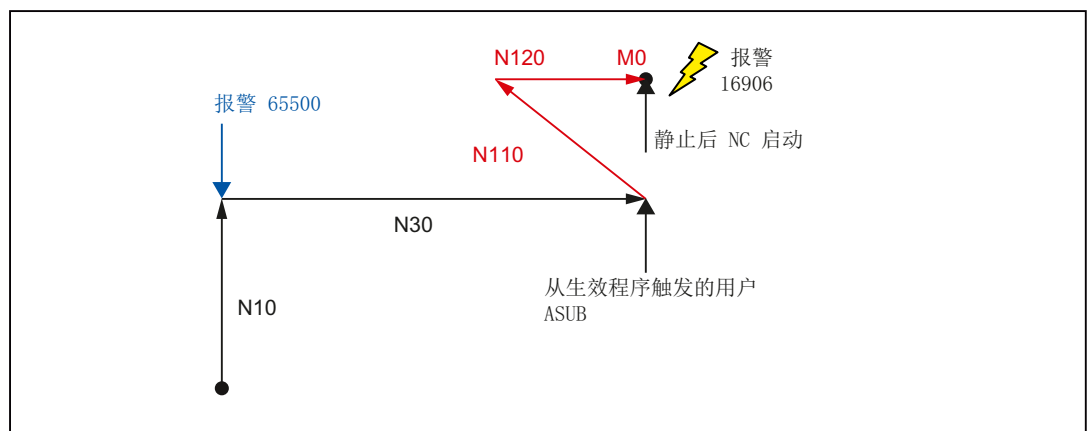 N120 M0 报警
16906
报警 65500
静止后 NC 启动
N110
N30
从生效程序触发的用户
ASUB
N10